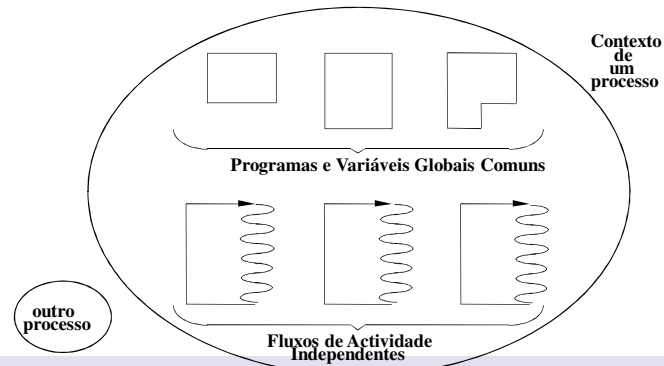 Contexto
de
um
processo
Programas e Variáveis Globais Comuns
outro
processo
Fluxos de Actividade
Independentes